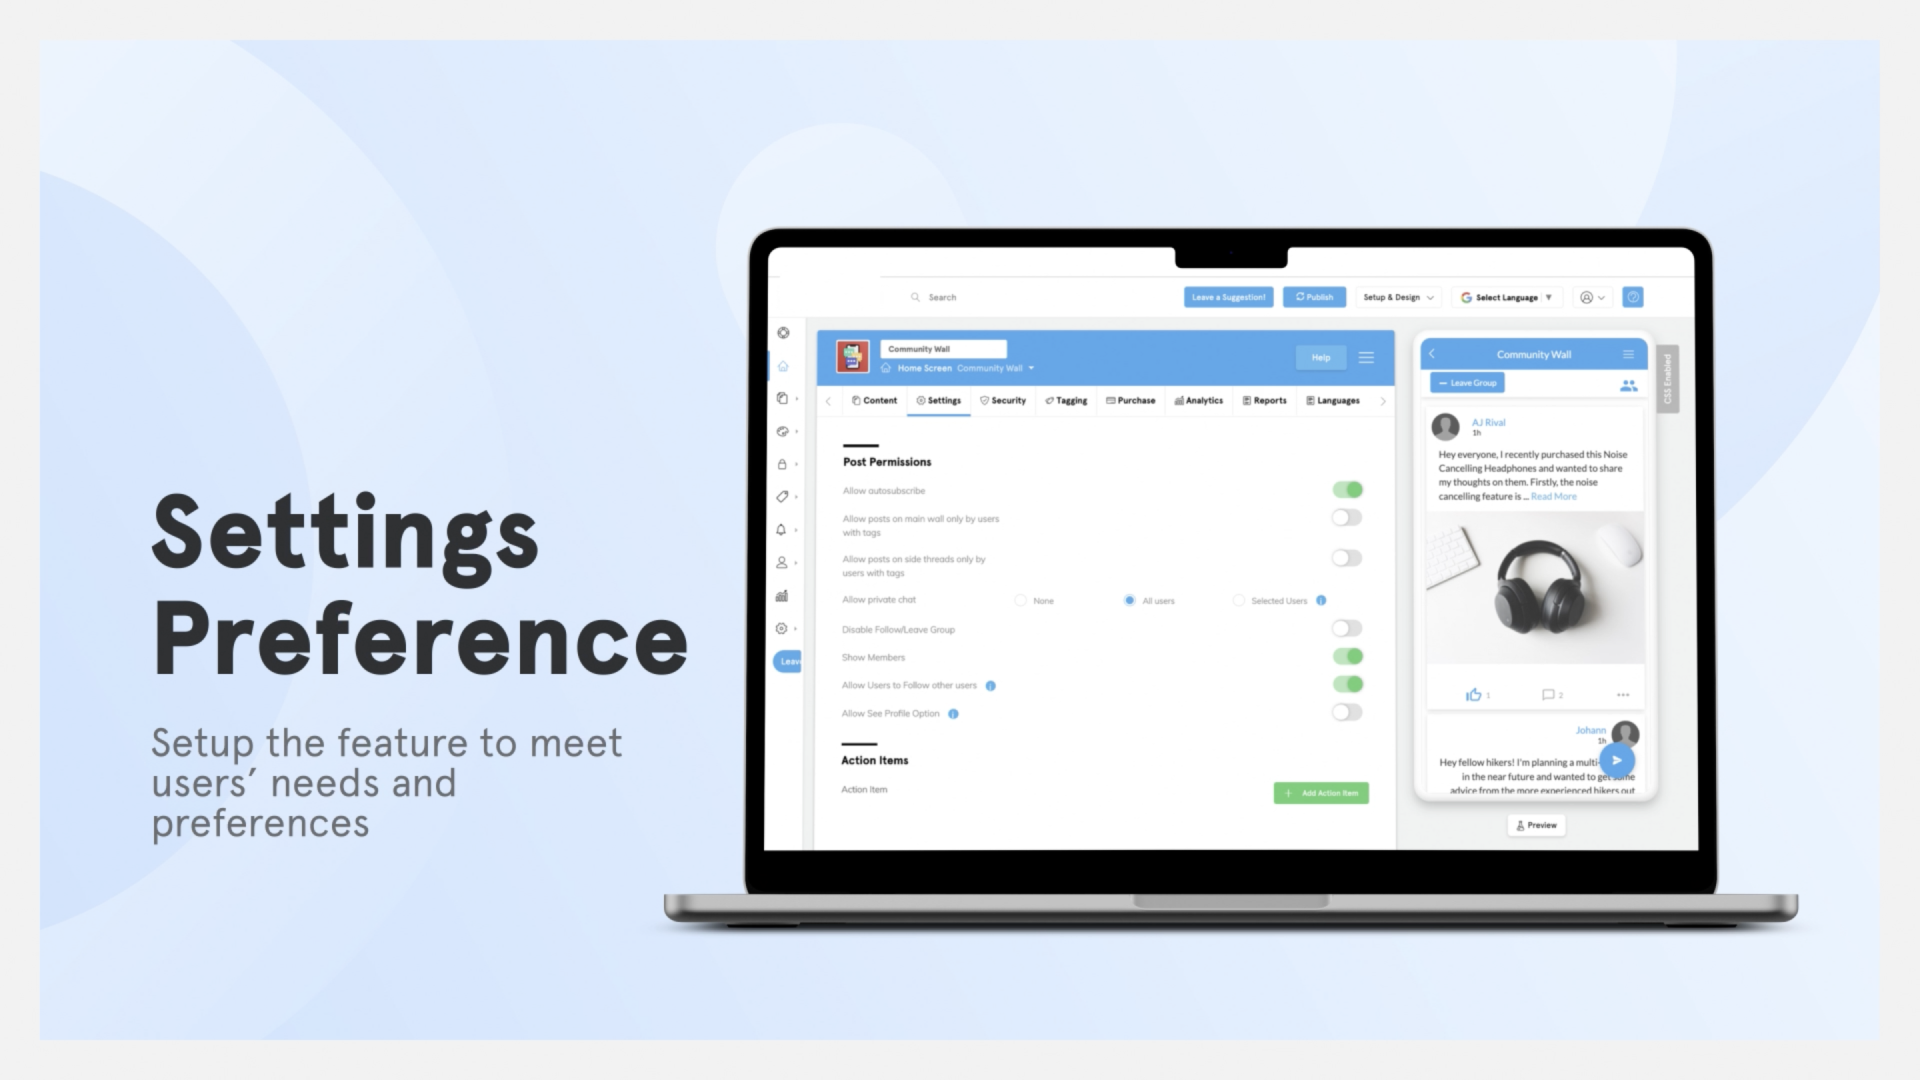 Settings
Preference
Setup the feature to meet
users’ needs and
preferences
Search
Leave a Suggestion!
Publish
Setup & Design
Select Language
Community Wall
Home Screen Community Wall
Help
Content
Settings
Security
Tagging
Purchase
Analytics
Reports
Languages
Post Permissions
Allow autosubscribe
Allow posts on main wall only by users
with tags
Allow posts on side threads only by
users with tags
Allow private chat
None
All users
Selected Users
Disable Follow/Leave Group
Show Members
Allow Users to Follow other users
Allow See Profile Option
Action Items
Action Item
+ Add Action Item
Leav
Community Wall
Leave Group
CSS Enabled
AJ Rival
1h
Hey everyone, I recently purchased this Noise
Cancelling Headphones and wanted to share
my thoughts on them. Firstly, the noise
cancelling feature is ... Read More
1
2
Johann
1h
Hey fellow hikers! I'm planning a multi-
in the near future and wanted to get some
advice from the more experienced hikers out
Preview